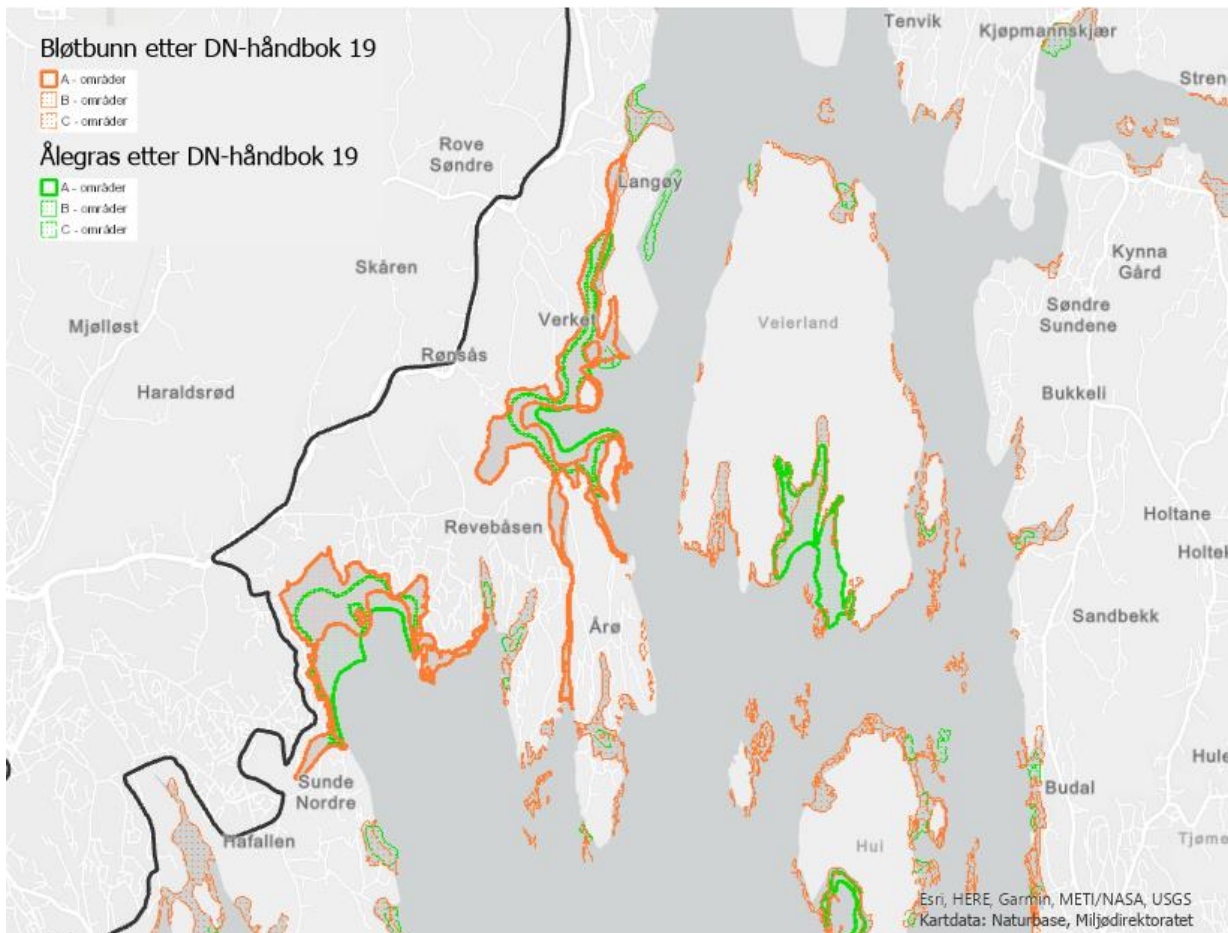 Bløtbunn etter DN-håndbok 19
A - områder
B - områder
C - områder
Ålegras etter DN-håndbok 19
A - områder
B - områder
C - områder
Tenvik
Kjøpmannskjær
Stren
Rove
Søndre
Langøy
Kynna
Gård
Skåren
Søndre
Sundene
Mjølløst
Verket
Veierland
Rønsås
Haraldsrød
Bukkeli
Revebåsen
Holtane
Holtek
Årø
Sandbekk
Hule
Sunde
Nordre
Budal
Hafallen
Hui
Tjøme
Esri, HERE, Garmin, METI/NASA, USGS
Kartdata: Naturbase, Miljødirektoratet